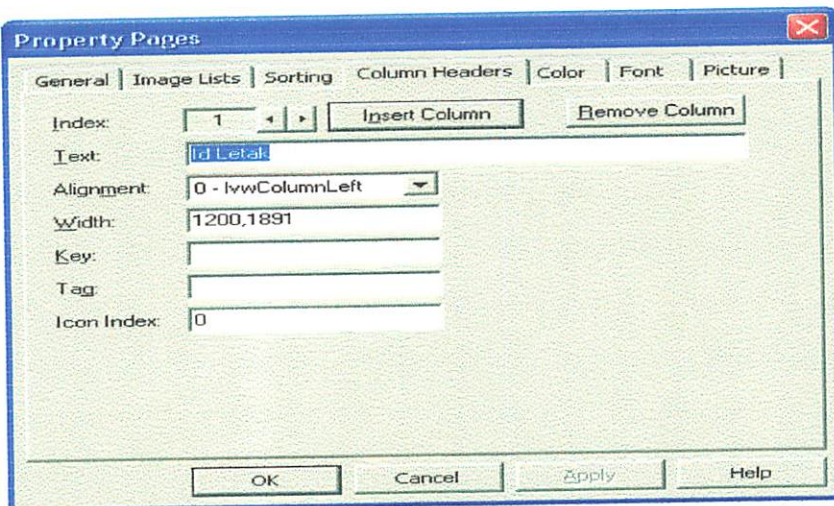 Property Pages
General Image Lists Sorting Column Headers Color Font Picture
Index: 1 Insert Column Remove Column
Text: Id Letak
Alignment: 0 - lvwColumnLeft
Width: 1200,1891
Key:
Tag:
Icon Index: 0
OK Cancel Apply Help